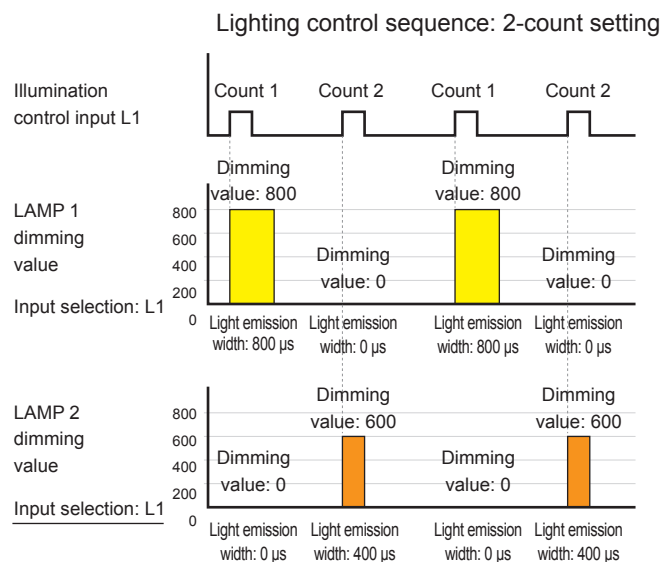 Lighting control sequence: 2-count setting
Illumination
control input L1
Count 1
Count 2
Count 1
Count 2
LAMP 1
dimming
value
Input selection: L1
800
600
400
200
0
Dimming
value: 800
Dimming
value: 0
Dimming
value: 800
Dimming
value: 0
Light emission
width: 800 µs
Light emission
width: 0 µs
Light emission
width: 800 µs
Light emission
width: 0 µs
LAMP 2
dimming
value
Input selection: L1
800
600
400
200
0
Dimming
value: 0
Dimming
value: 600
Dimming
value: 0
Dimming
value: 600
Light emission
width: 0 µs
Light emission
width: 400 µs
Light emission
width: 0 µs
Light emission
width: 400 µs